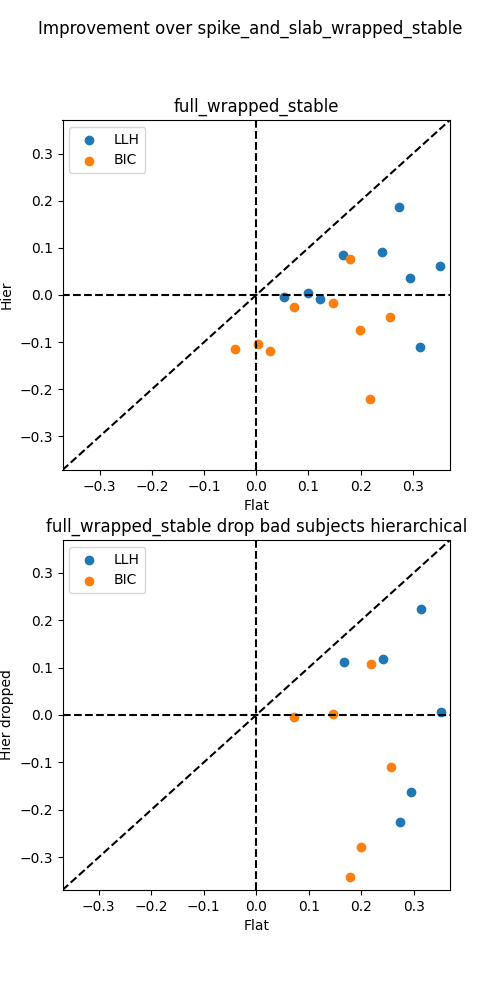 Improvement over spike_and_slab_wrapped_stable
full_wrapped_stable
LLH
BIC
0.3
0.2
0.1
0.0
−0.1
−0.2
−0.3
Hier
−0.3
−0.2
−0.1
0.0
0.1
0.2
0.3
Flat
full_wrapped_stable drop bad subjects hierarchical
LLH
BIC
0.3
0.2
0.1
0.0
−0.1
−0.2
−0.3
Hier dropped
−0.3
−0.2
−0.1
0.0
0.1
0.2
0.3
Flat